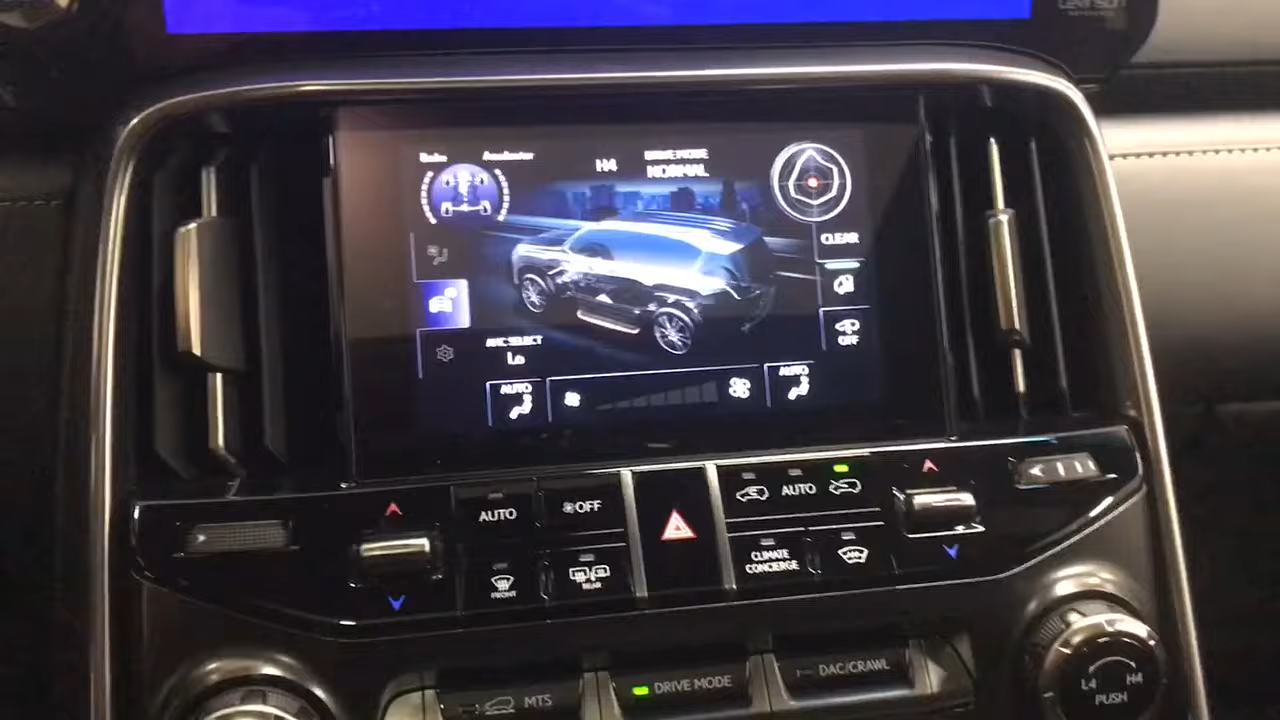 Levinson
Brake Accelerator
H4
DRIVE MODE
NORMAL
CLEAR
OFF
AHC SELECT
Lo
AUTO
AUTO
AUTO
OFF
AUTO
FRONT
REAR
CLIMATE
CONCIERGE
MTS
DRIVE MODE
DAC/CRAWL
L4 H4
PUSH